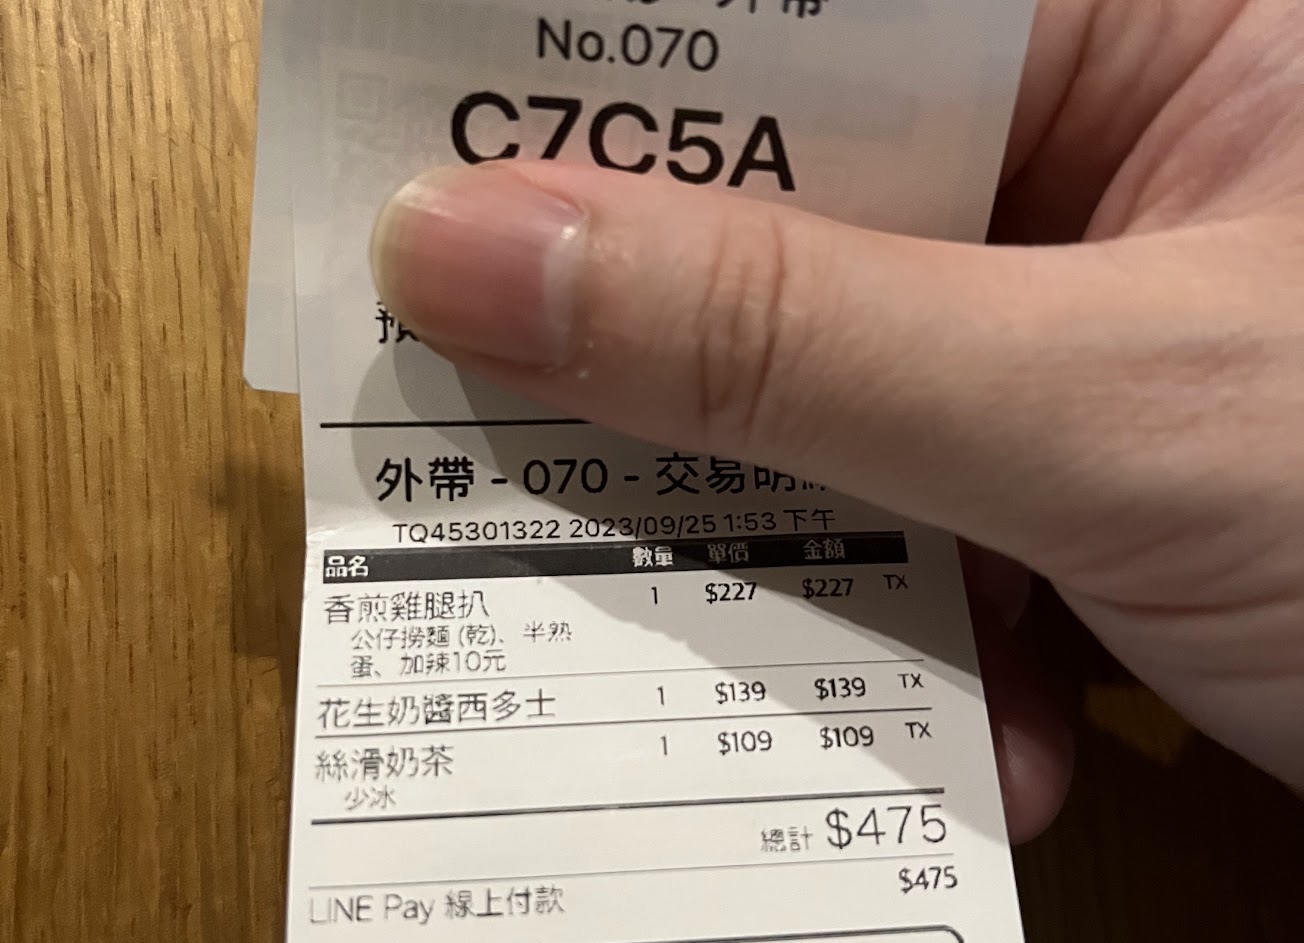 外帶
No.070
C7C5A
預
外帶 - 070 - 交易明
TQ45301322 2023/09/25 1:53 下午
品名 數量 單價 金額
香煎雞腿扒 1 $227 $227 TX
公仔撈麵 (乾)、半熟
蛋、加辣10元
花生奶醬西多士 1 $139 $139 TX
絲滑奶茶 1 $109 $109 TX
少冰
總計 $475
$475
LINE Pay 線上付款